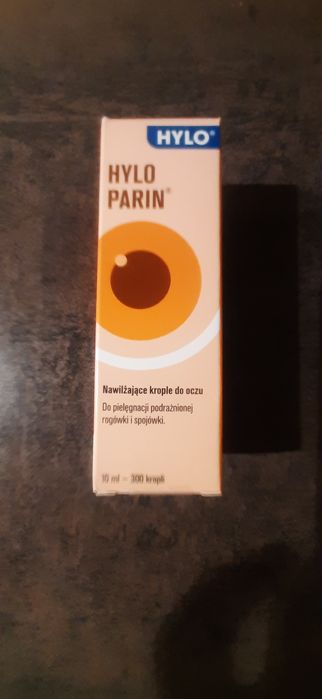 HYLO®
HYLO
PARIN®
Nawilżające krople do oczu
Do pielęgnacji podrażnionej
rogówki i spojówki.
10 ml = 300 kropli